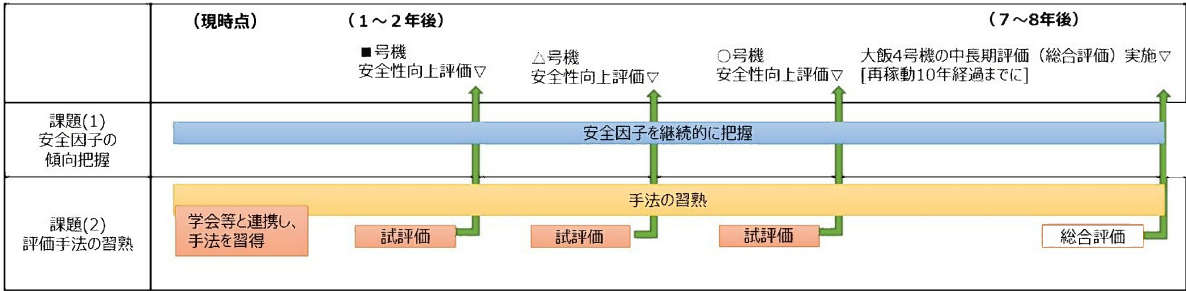 （現時点）
（１～２年後）
（７～8年後）
■号機
安全性向上評価▽
△号機
安全性向上評価▽
○号機
安全性向上評価▽
大飯4号機の中長期評価（総合評価）実施▽
[再稼動10年経過までに]
課題(1)
安全因子の
傾向把握
安全因子を継続的に把握
課題(2)
評価手法の習熟
手法の習熟
学会等と連携し、
手法を習得
試評価
試評価
試評価
総合評価